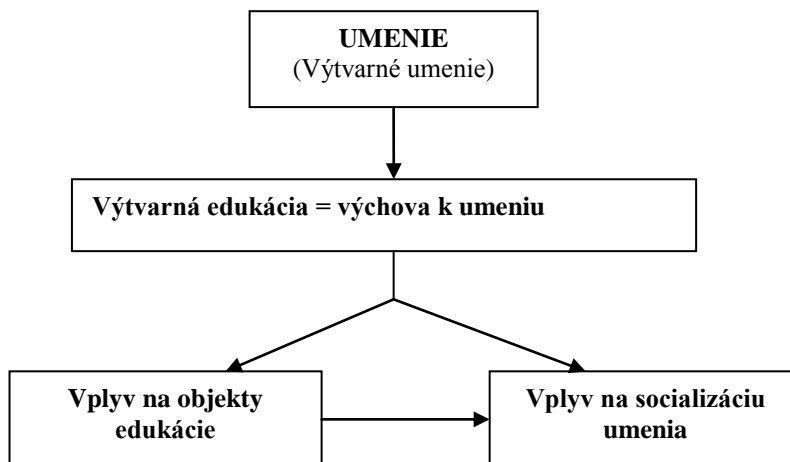 UMENIE
(Výtvarné umenie)
Výtvarná edukácia = výchova k umeniu
Vplyv na objekty
edukácie
Vplyv na socializáciu
umenia